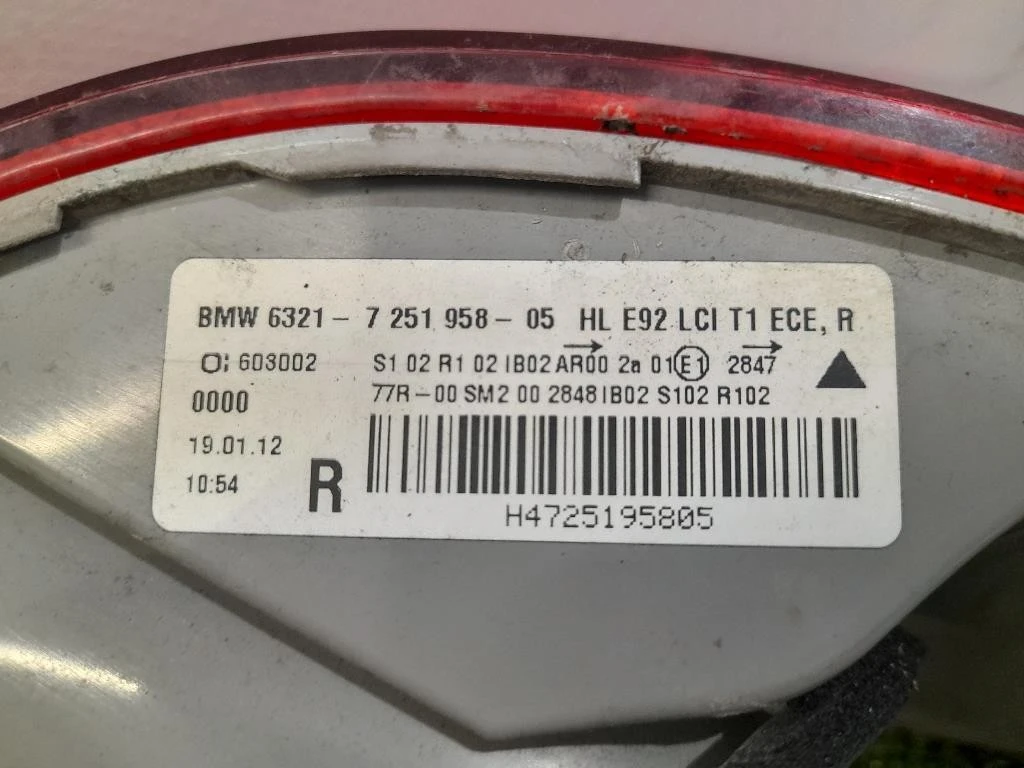 BMW 6321- 7 251 958- 05 HL E92 LCI T1 ECE, R
603002 S1 02 R1 02 IB02 AR00 2a 01 E1 2847
0000 77R-00 SM2 00 2848 IB02 S102 R102
19.01.12
10:54 R
H4725195805